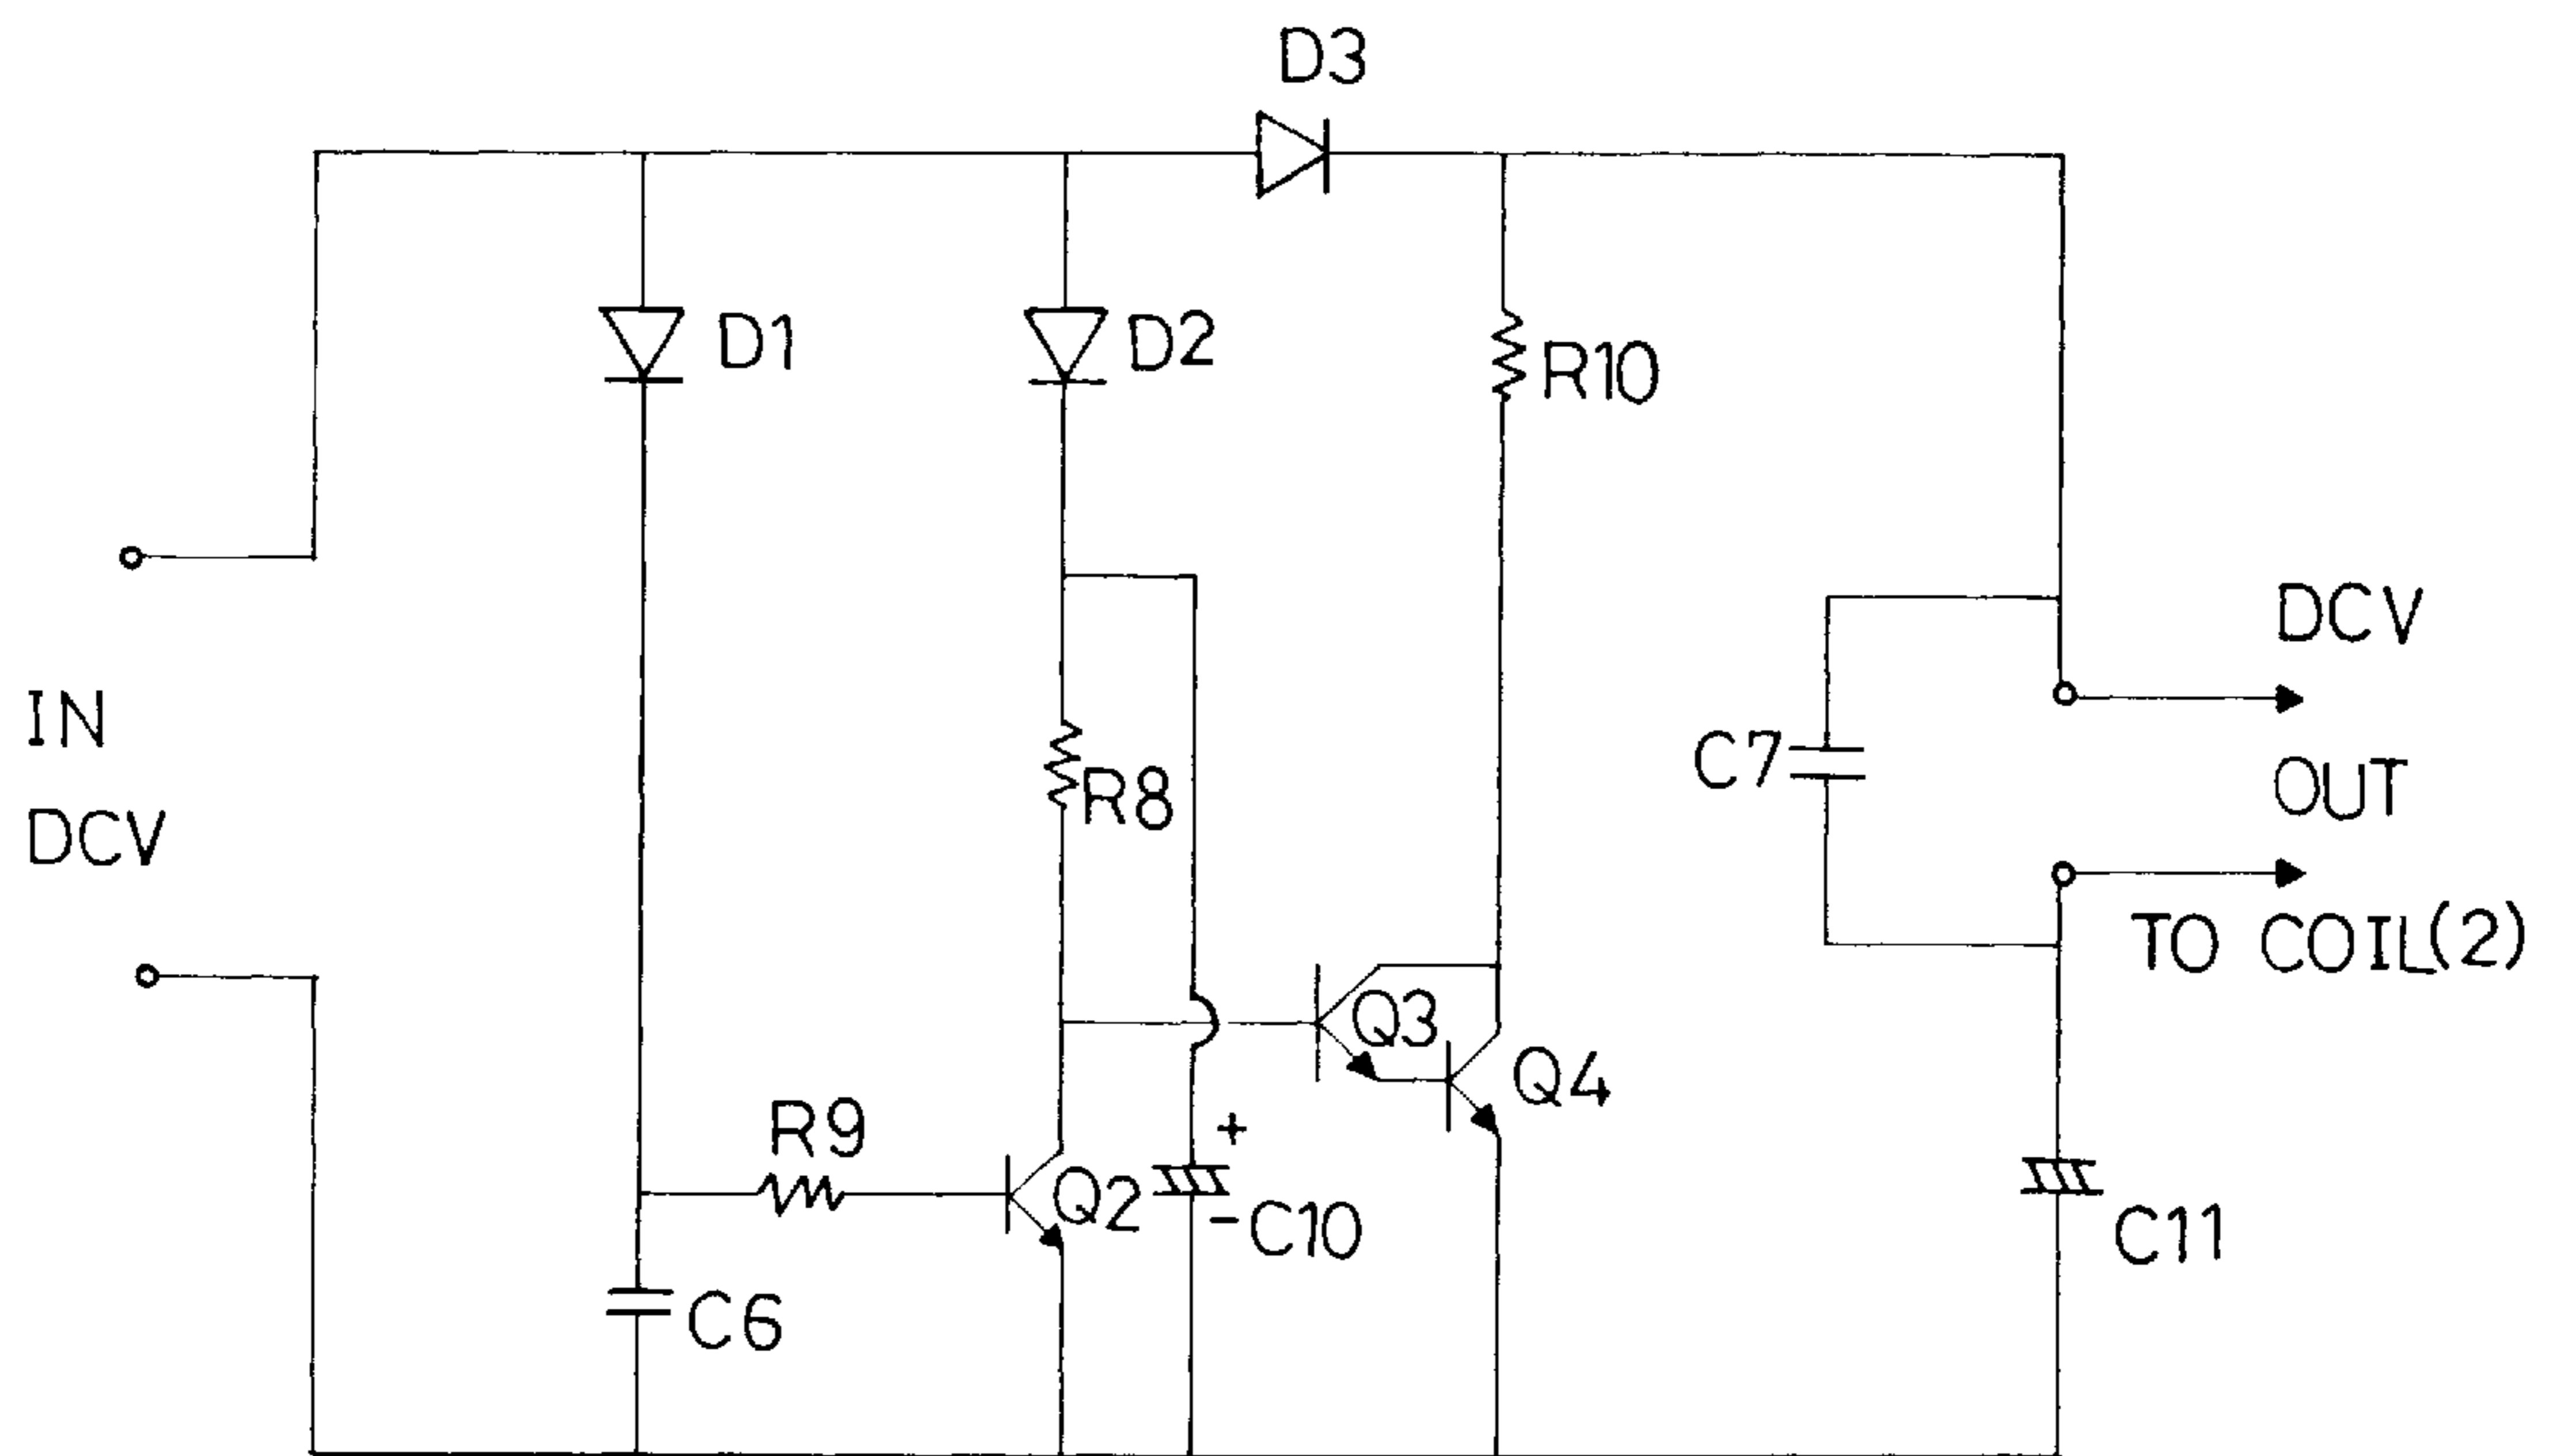 D3
D1
D2
R10
IN
DCV
R8
C7
DCV
OUT
TO COIL(2)
Q3
Q4
R9
Q2
+
-C10
C6
C11